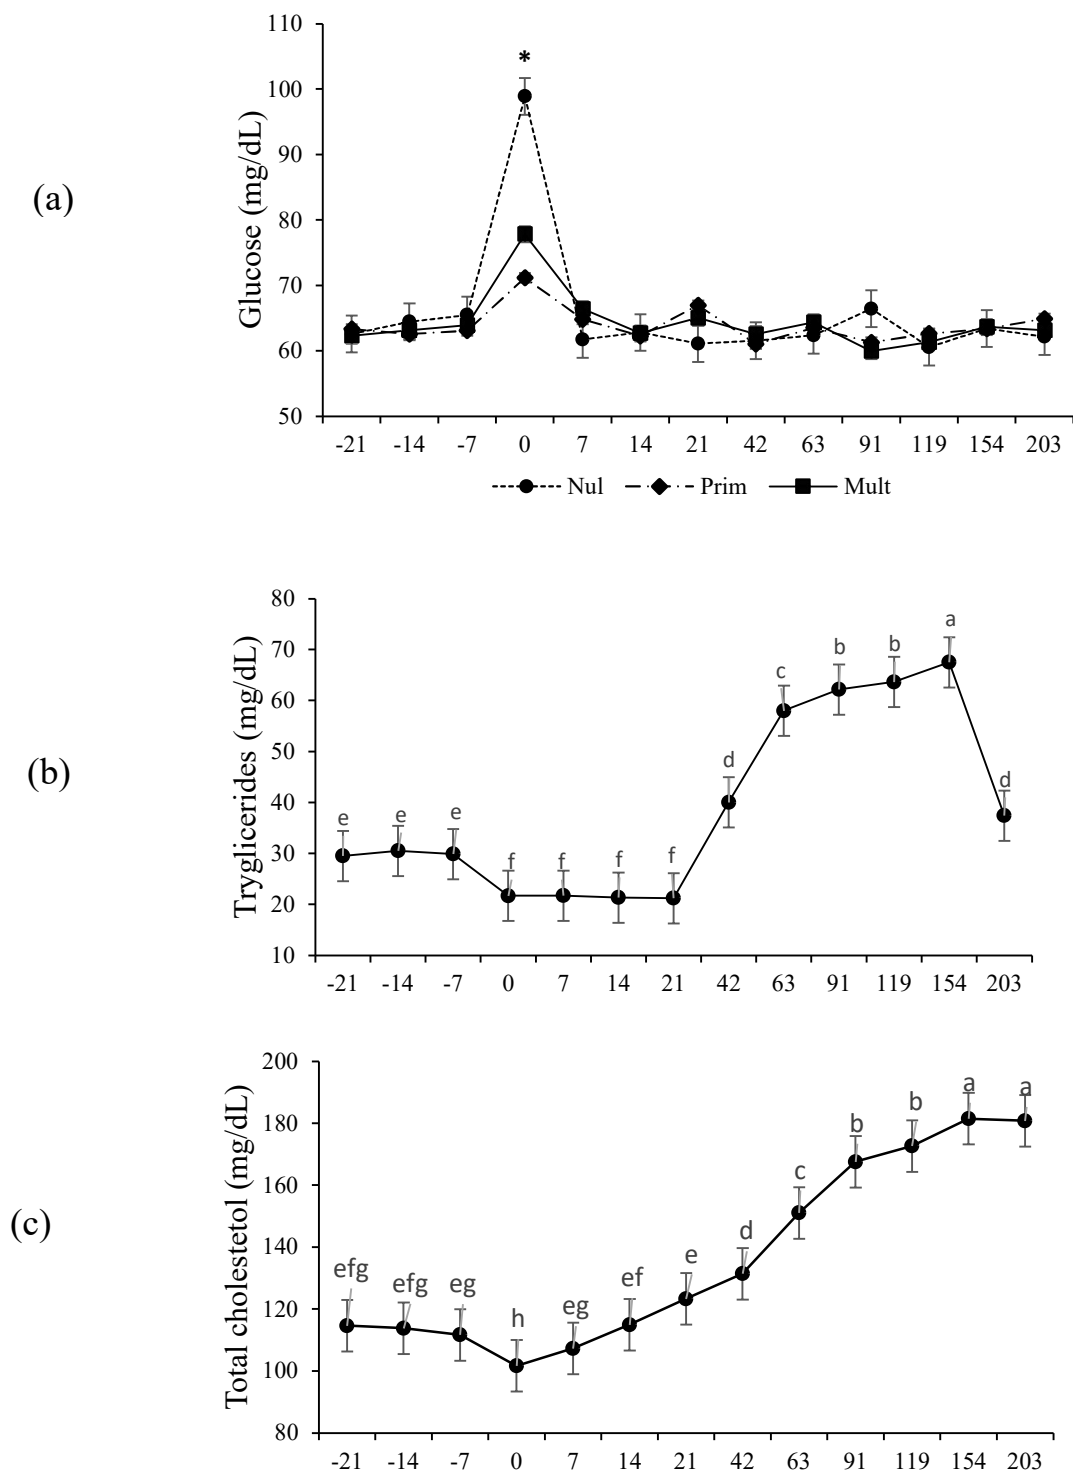 (a)
Glucose (mg/dL)
110
100
90
80
70
60
50
*
-21 -14 -7 0 7 14 21 42 63 91 119 154 203
Nul Prim Mult
(b)
Tryglicerides (mg/dL)
80
70
60
50
40
30
20
10
e e e f f f f d c b b a d
-21 -14 -7 0 7 14 21 42 63 91 119 154 203
(c)
Total cholestetol (mg/dL)
200
180
160
140
120
100
80
efg efg eg h eg ef e d c b b a a
-21 -14 -7 0 7 14 21 42 63 91 119 154 203